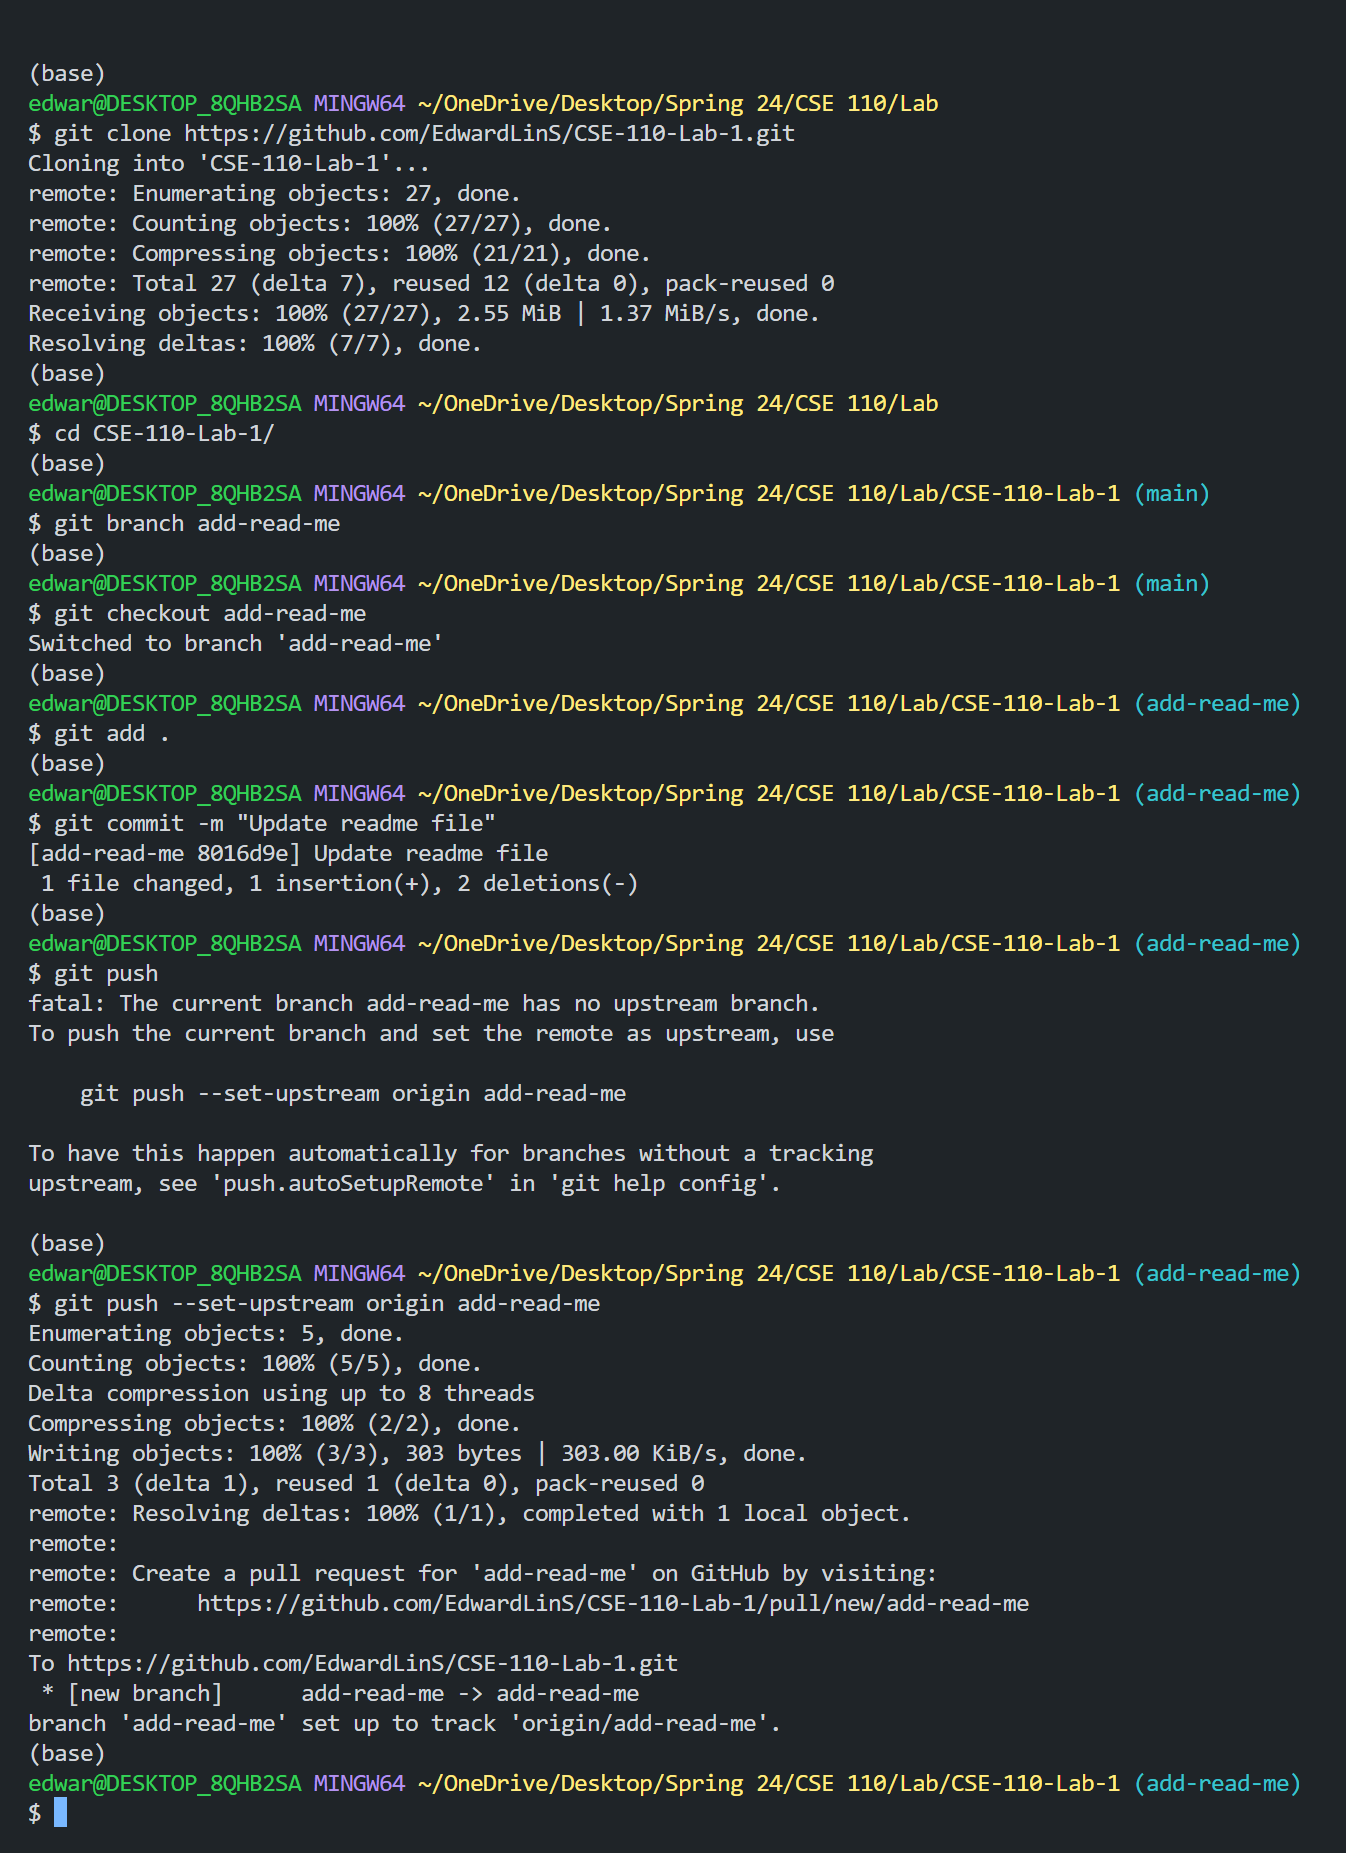 (base)
edwar@DESKTOP_8QHB2SA MINGW64 ~/OneDrive/Desktop/Spring 24/CSE 110/Lab
$ git clone https://github.com/EdwardLinS/CSE-110-Lab-1.git
Cloning into 'CSE-110-Lab-1'...
remote: Enumerating objects: 27, done.
remote: Counting objects: 100% (27/27), done.
remote: Compressing objects: 100% (21/21), done.
remote: Total 27 (delta 7), reused 12 (delta 0), pack-reused 0
Receiving objects: 100% (27/27), 2.55 MiB | 1.37 MiB/s, done.
Resolving deltas: 100% (7/7), done.
(base)
edwar@DESKTOP_8QHB2SA MINGW64 ~/OneDrive/Desktop/Spring 24/CSE 110/Lab
$ cd CSE-110-Lab-1/
(base)
edwar@DESKTOP_8QHB2SA MINGW64 ~/OneDrive/Desktop/Spring 24/CSE 110/Lab/CSE-110-Lab-1 (main)
$ git branch add-read-me
(base)
edwar@DESKTOP_8QHB2SA MINGW64 ~/OneDrive/Desktop/Spring 24/CSE 110/Lab/CSE-110-Lab-1 (main)
$ git checkout add-read-me
Switched to branch 'add-read-me'
(base)
edwar@DESKTOP_8QHB2SA MINGW64 ~/OneDrive/Desktop/Spring 24/CSE 110/Lab/CSE-110-Lab-1 (add-read-me)
$ git add .
(base)
edwar@DESKTOP_8QHB2SA MINGW64 ~/OneDrive/Desktop/Spring 24/CSE 110/Lab/CSE-110-Lab-1 (add-read-me)
$ git commit -m "Update readme file"
[add-read-me 8016d9e] Update readme file
 1 file changed, 1 insertion(+), 2 deletions(-)
(base)
edwar@DESKTOP_8QHB2SA MINGW64 ~/OneDrive/Desktop/Spring 24/CSE 110/Lab/CSE-110-Lab-1 (add-read-me)
$ git push
fatal: The current branch add-read-me has no upstream branch.
To push the current branch and set the remote as upstream, use

    git push --set-upstream origin add-read-me

To have this happen automatically for branches without a tracking
upstream, see 'push.autoSetupRemote' in 'git help config'.

(base)
edwar@DESKTOP_8QHB2SA MINGW64 ~/OneDrive/Desktop/Spring 24/CSE 110/Lab/CSE-110-Lab-1 (add-read-me)
$ git push --set-upstream origin add-read-me
Enumerating objects: 5, done.
Counting objects: 100% (5/5), done.
Delta compression using up to 8 threads
Compressing objects: 100% (2/2), done.
Writing objects: 100% (3/3), 303 bytes | 303.00 KiB/s, done.
Total 3 (delta 1), reused 1 (delta 0), pack-reused 0
remote: Resolving deltas: 100% (1/1), completed with 1 local object.
remote:
remote: Create a pull request for 'add-read-me' on GitHub by visiting:
remote:      https://github.com/EdwardLinS/CSE-110-Lab-1/pull/new/add-read-me
remote:
To https://github.com/EdwardLinS/CSE-110-Lab-1.git
 * [new branch]      add-read-me -> add-read-me
branch 'add-read-me' set up to track 'origin/add-read-me'.
(base)
edwar@DESKTOP_8QHB2SA MINGW64 ~/OneDrive/Desktop/Spring 24/CSE 110/Lab/CSE-110-Lab-1 (add-read-me)
$